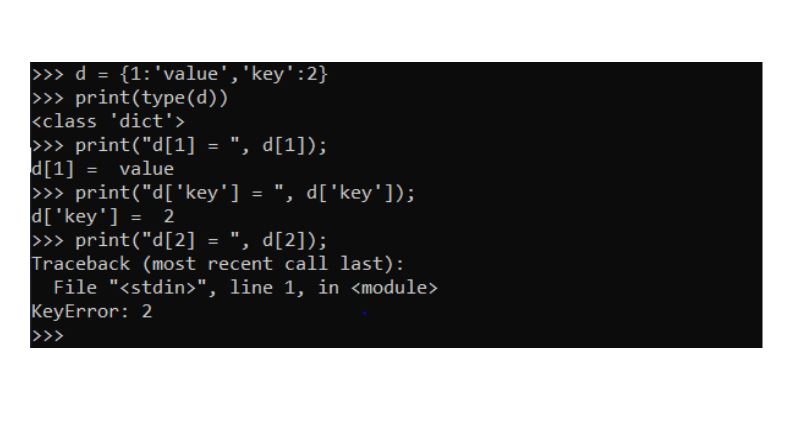 >>> d = {1:'value','key':2}
>>> print(type(d))
<class 'dict'>
>>> print("d[1] = ", d[1]);
d[1] =  value
>>> print("d['key'] = ", d['key']);
d['key'] =  2
>>> print("d[2] = ", d[2]);
Traceback (most recent call last):
  File "<stdin>", line 1, in <module>
KeyError: 2
>>>